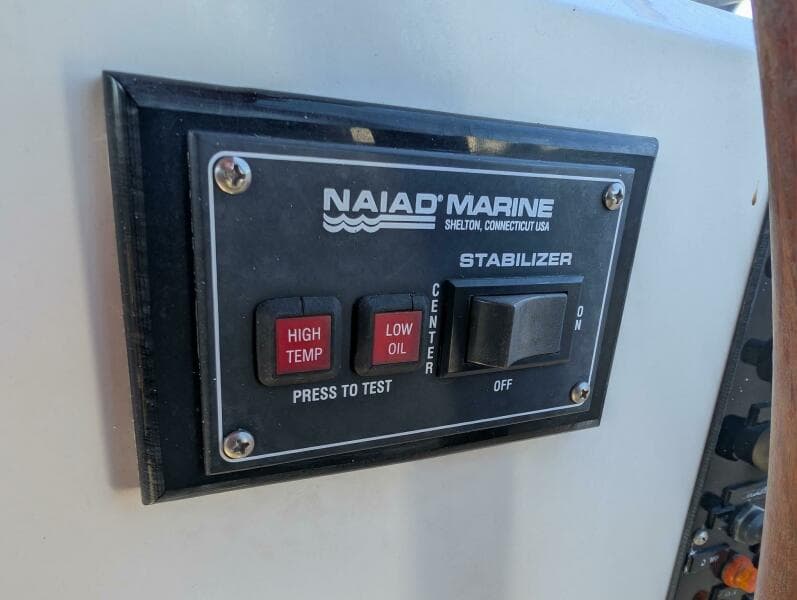 NAIAD® MARINE
SHELTON, CONNECTICUT USA
STABILIZER
HIGH
TEMP
LOW
OIL
CENTER
ON
OFF
PRESS TO TEST